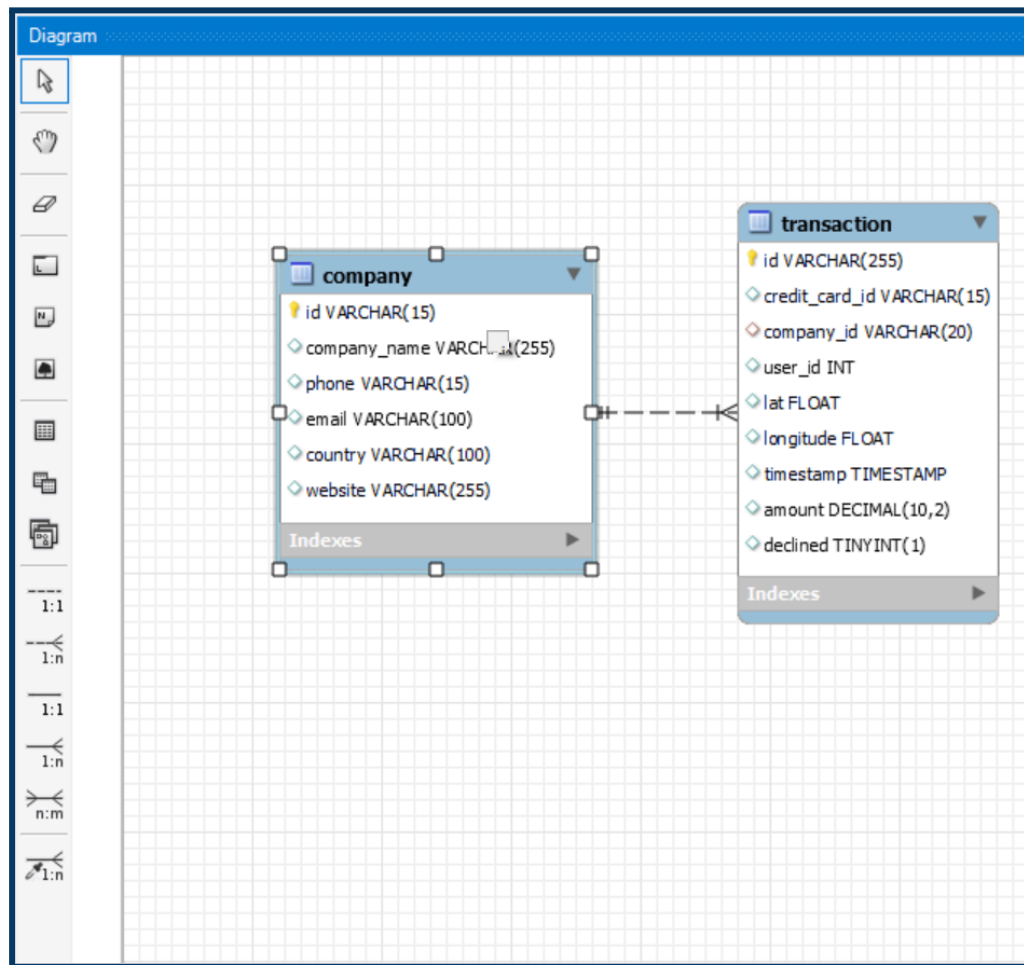 Diagram
company
id VARCHAR(15)
company_name (255)
phone VARCHAR(15)
email VARCHAR(100)
country VARCHAR(100)
website VARCHAR(255)
Indexes
transaction
id VARCHAR(255)
credit_card_id VARCHAR(15)
company_id VARCHAR(20)
user_id INT
lat FLOAT
longitude FLOAT
timestamp TIMESTAMP
amount DECIMAL(10,2)
declined TINYINT(1)
Indexes
N
1:1
1:n
1:1
1:n
n:m
1:n